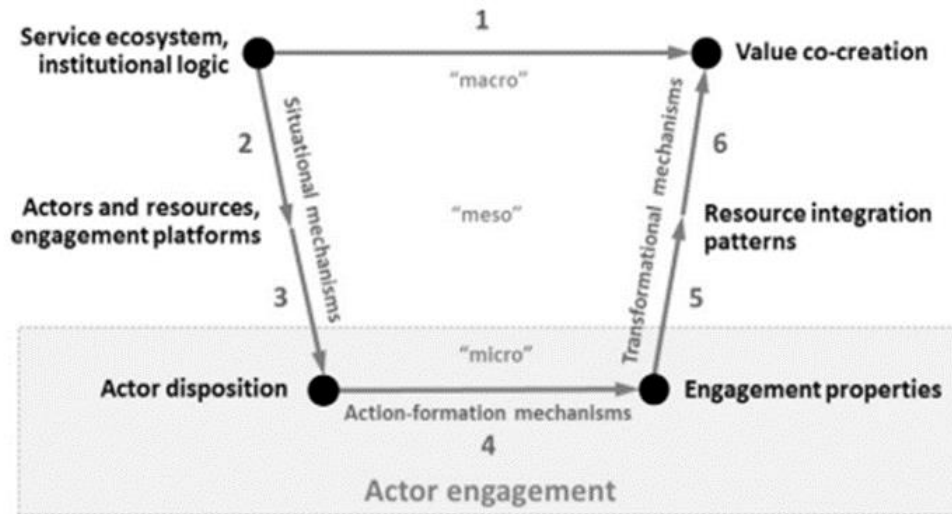 1
Service ecosystem,
institutional logic
Value co-creation
“macro”
2
Situational mechanisms
Transformational mechanisms
6
Actors and resources,
engagement platforms
“meso”
Resource integration
patterns
3
5
“micro”
Actor disposition
Engagement properties
Action-formation mechanisms
4
Actor engagement